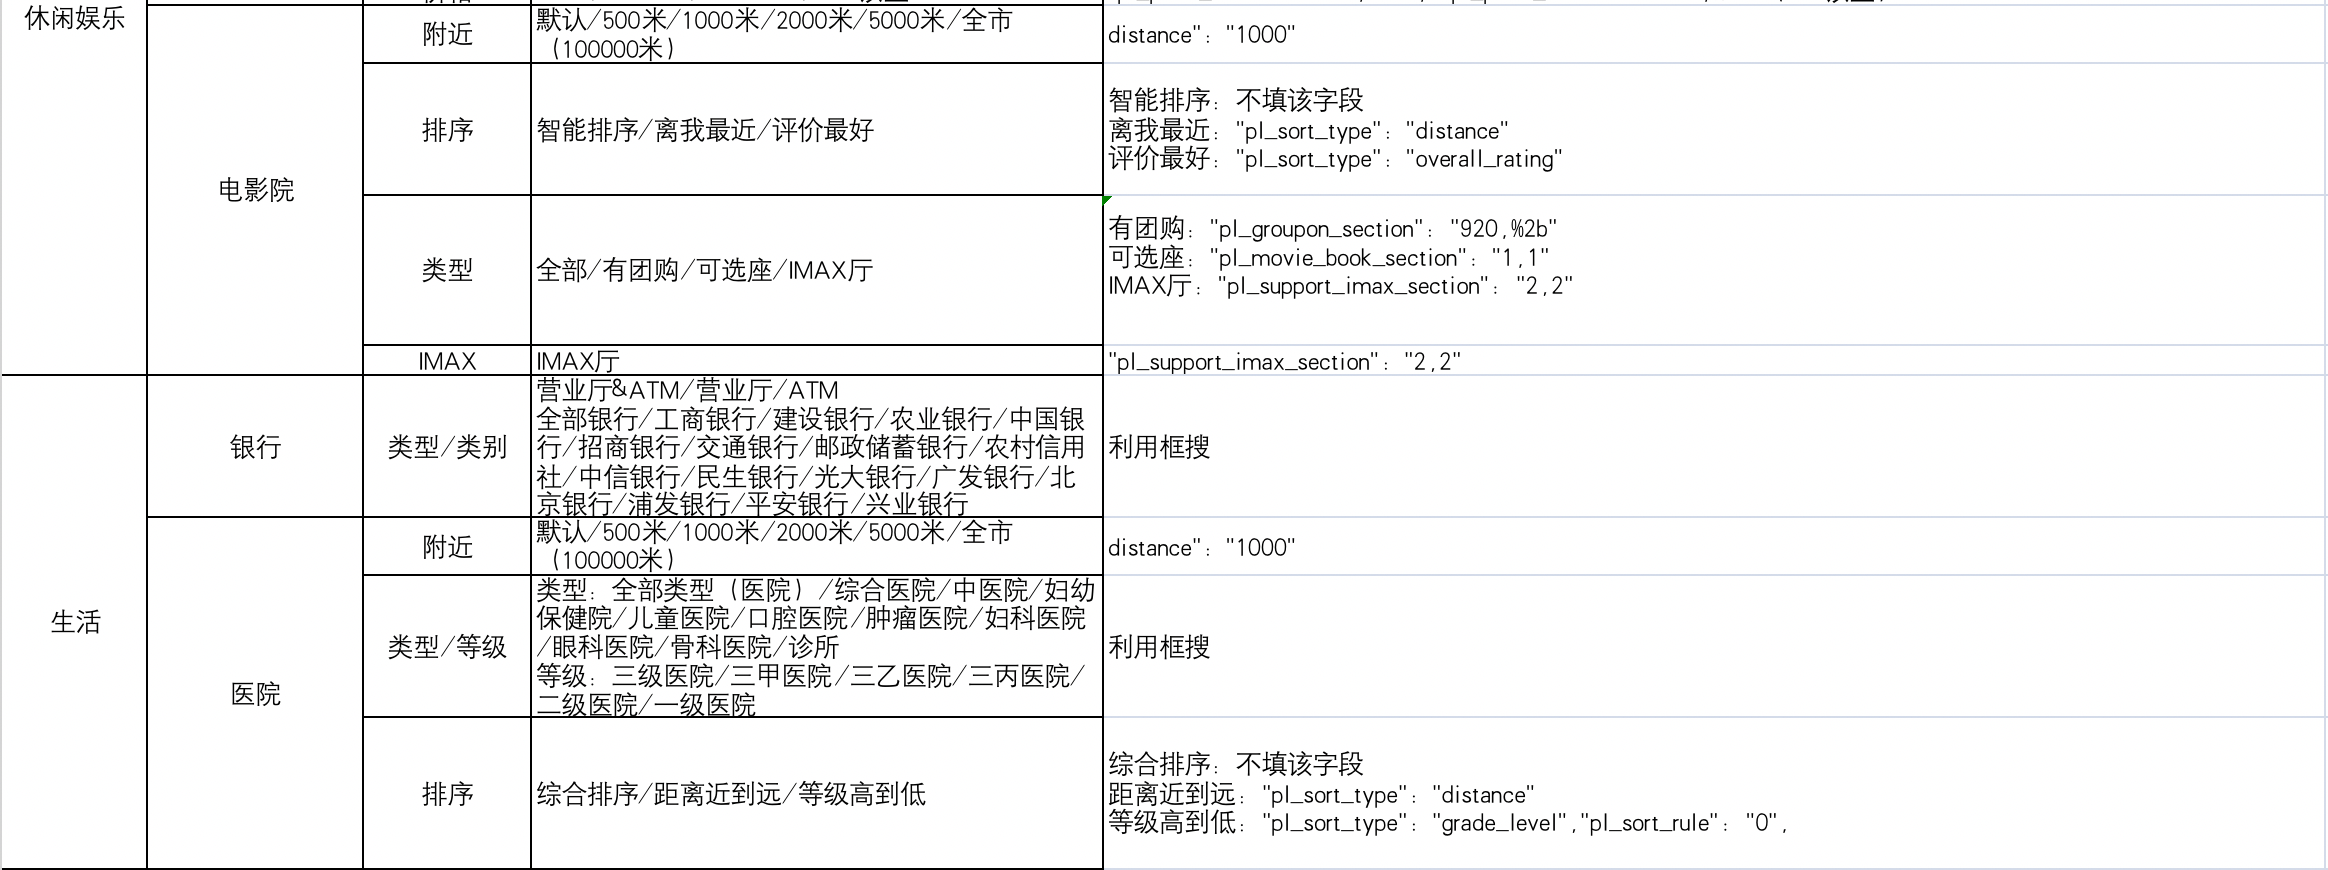 休闲娱乐
电影院
附近
默认/500米/1000米/2000米/5000米/全市
（100000米）
distance": "1000"
排序
智能排序/离我最近/评价最好
智能排序：不填该字段
离我最近："pl_sort_type": "distance"
评价最好："pl_sort_type": "overall_rating"
类型
全部/有团购/可选座/IMAX厅
有团购："pl_groupon_section": "920,%2b"
可选座："pl_movie_book_section": "1,1"
IMAX厅："pl_support_imax_section": "2,2"
IMAX
IMAX厅
"pl_support_imax_section": "2,2"
生活
银行
类型/类别
营业厅&ATM/营业厅/ATM
全部银行/工商银行/建设银行/农业银行/中国银
行/招商银行/交通银行/邮政储蓄银行/农村信用
社/中信银行/民生银行/光大银行/广发银行/北
京银行/浦发银行/平安银行/兴业银行
利用框搜
医院
附近
默认/500米/1000米/2000米/5000米/全市
（100000米）
distance": "1000"
类型/等级
类型：全部类型（医院）/综合医院/中医院/妇幼
保健院/儿童医院/口腔医院/肿瘤医院/妇科医院
/眼科医院/骨科医院/诊所
等级：三级医院/三甲医院/三乙医院/三丙医院/
二级医院/一级医院
利用框搜
排序
综合排序/距离近到远/等级高到低
综合排序：不填该字段
距离近到远："pl_sort_type": "distance"
等级高到低："pl_sort_type": "grade_level","pl_sort_rule": "0",